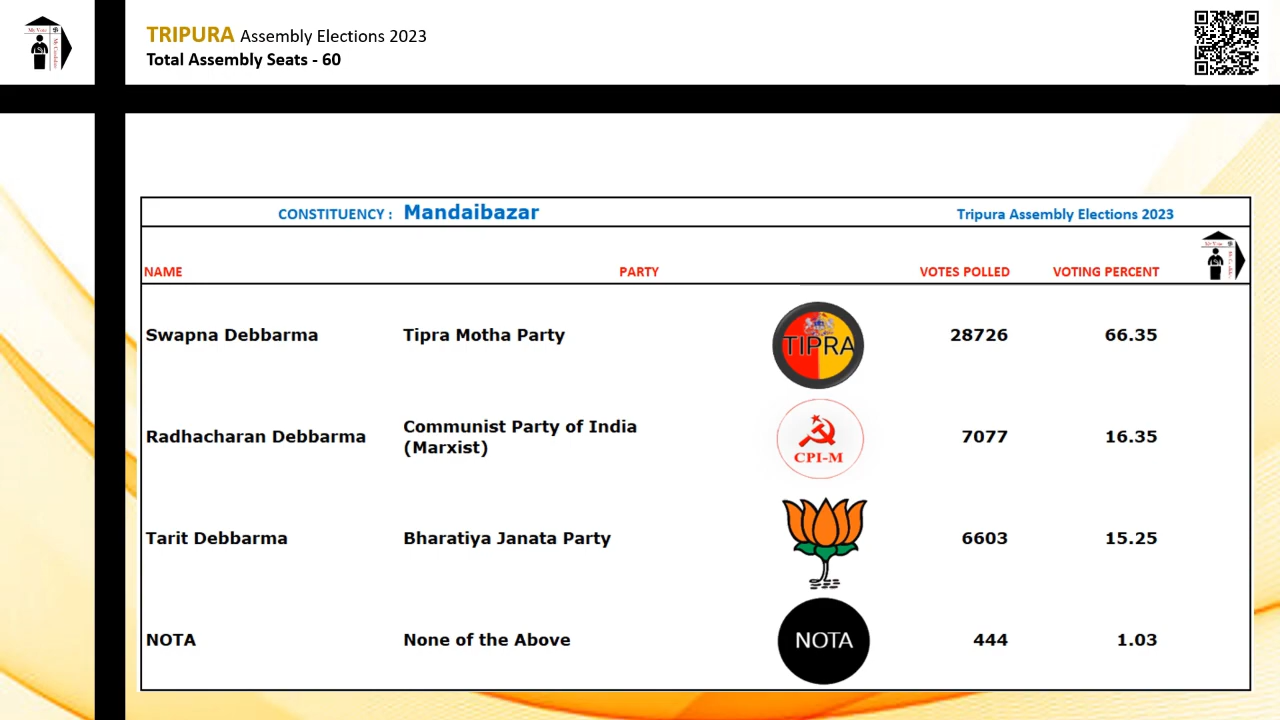 TRIPURA Assembly Elections 2023
Total Assembly Seats - 60
CONSTITUENCY : Mandaibazar Tripura Assembly Elections 2023
NAME PARTY VOTES POLLED VOTING PERCENT
Swapna Debbarma Tipra Motha Party TIPRA 28726 66.35
Radhacharan Debbarma Communist Party of India (Marxist) CPI-M 7077 16.35
Tarit Debbarma Bharatiya Janata Party 6603 15.25
NOTA None of the Above NOTA 444 1.03